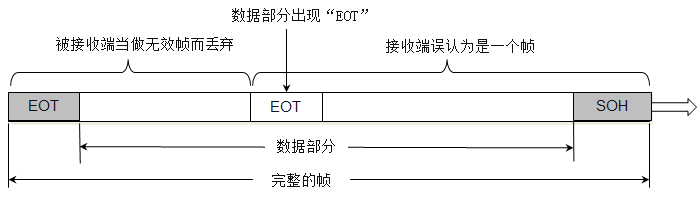 数据部分出现“EOT”
被接收端当做无效帧而丢弃
接收端误认为是一个帧
EOT
EOT
SOH
数据部分
完整的帧